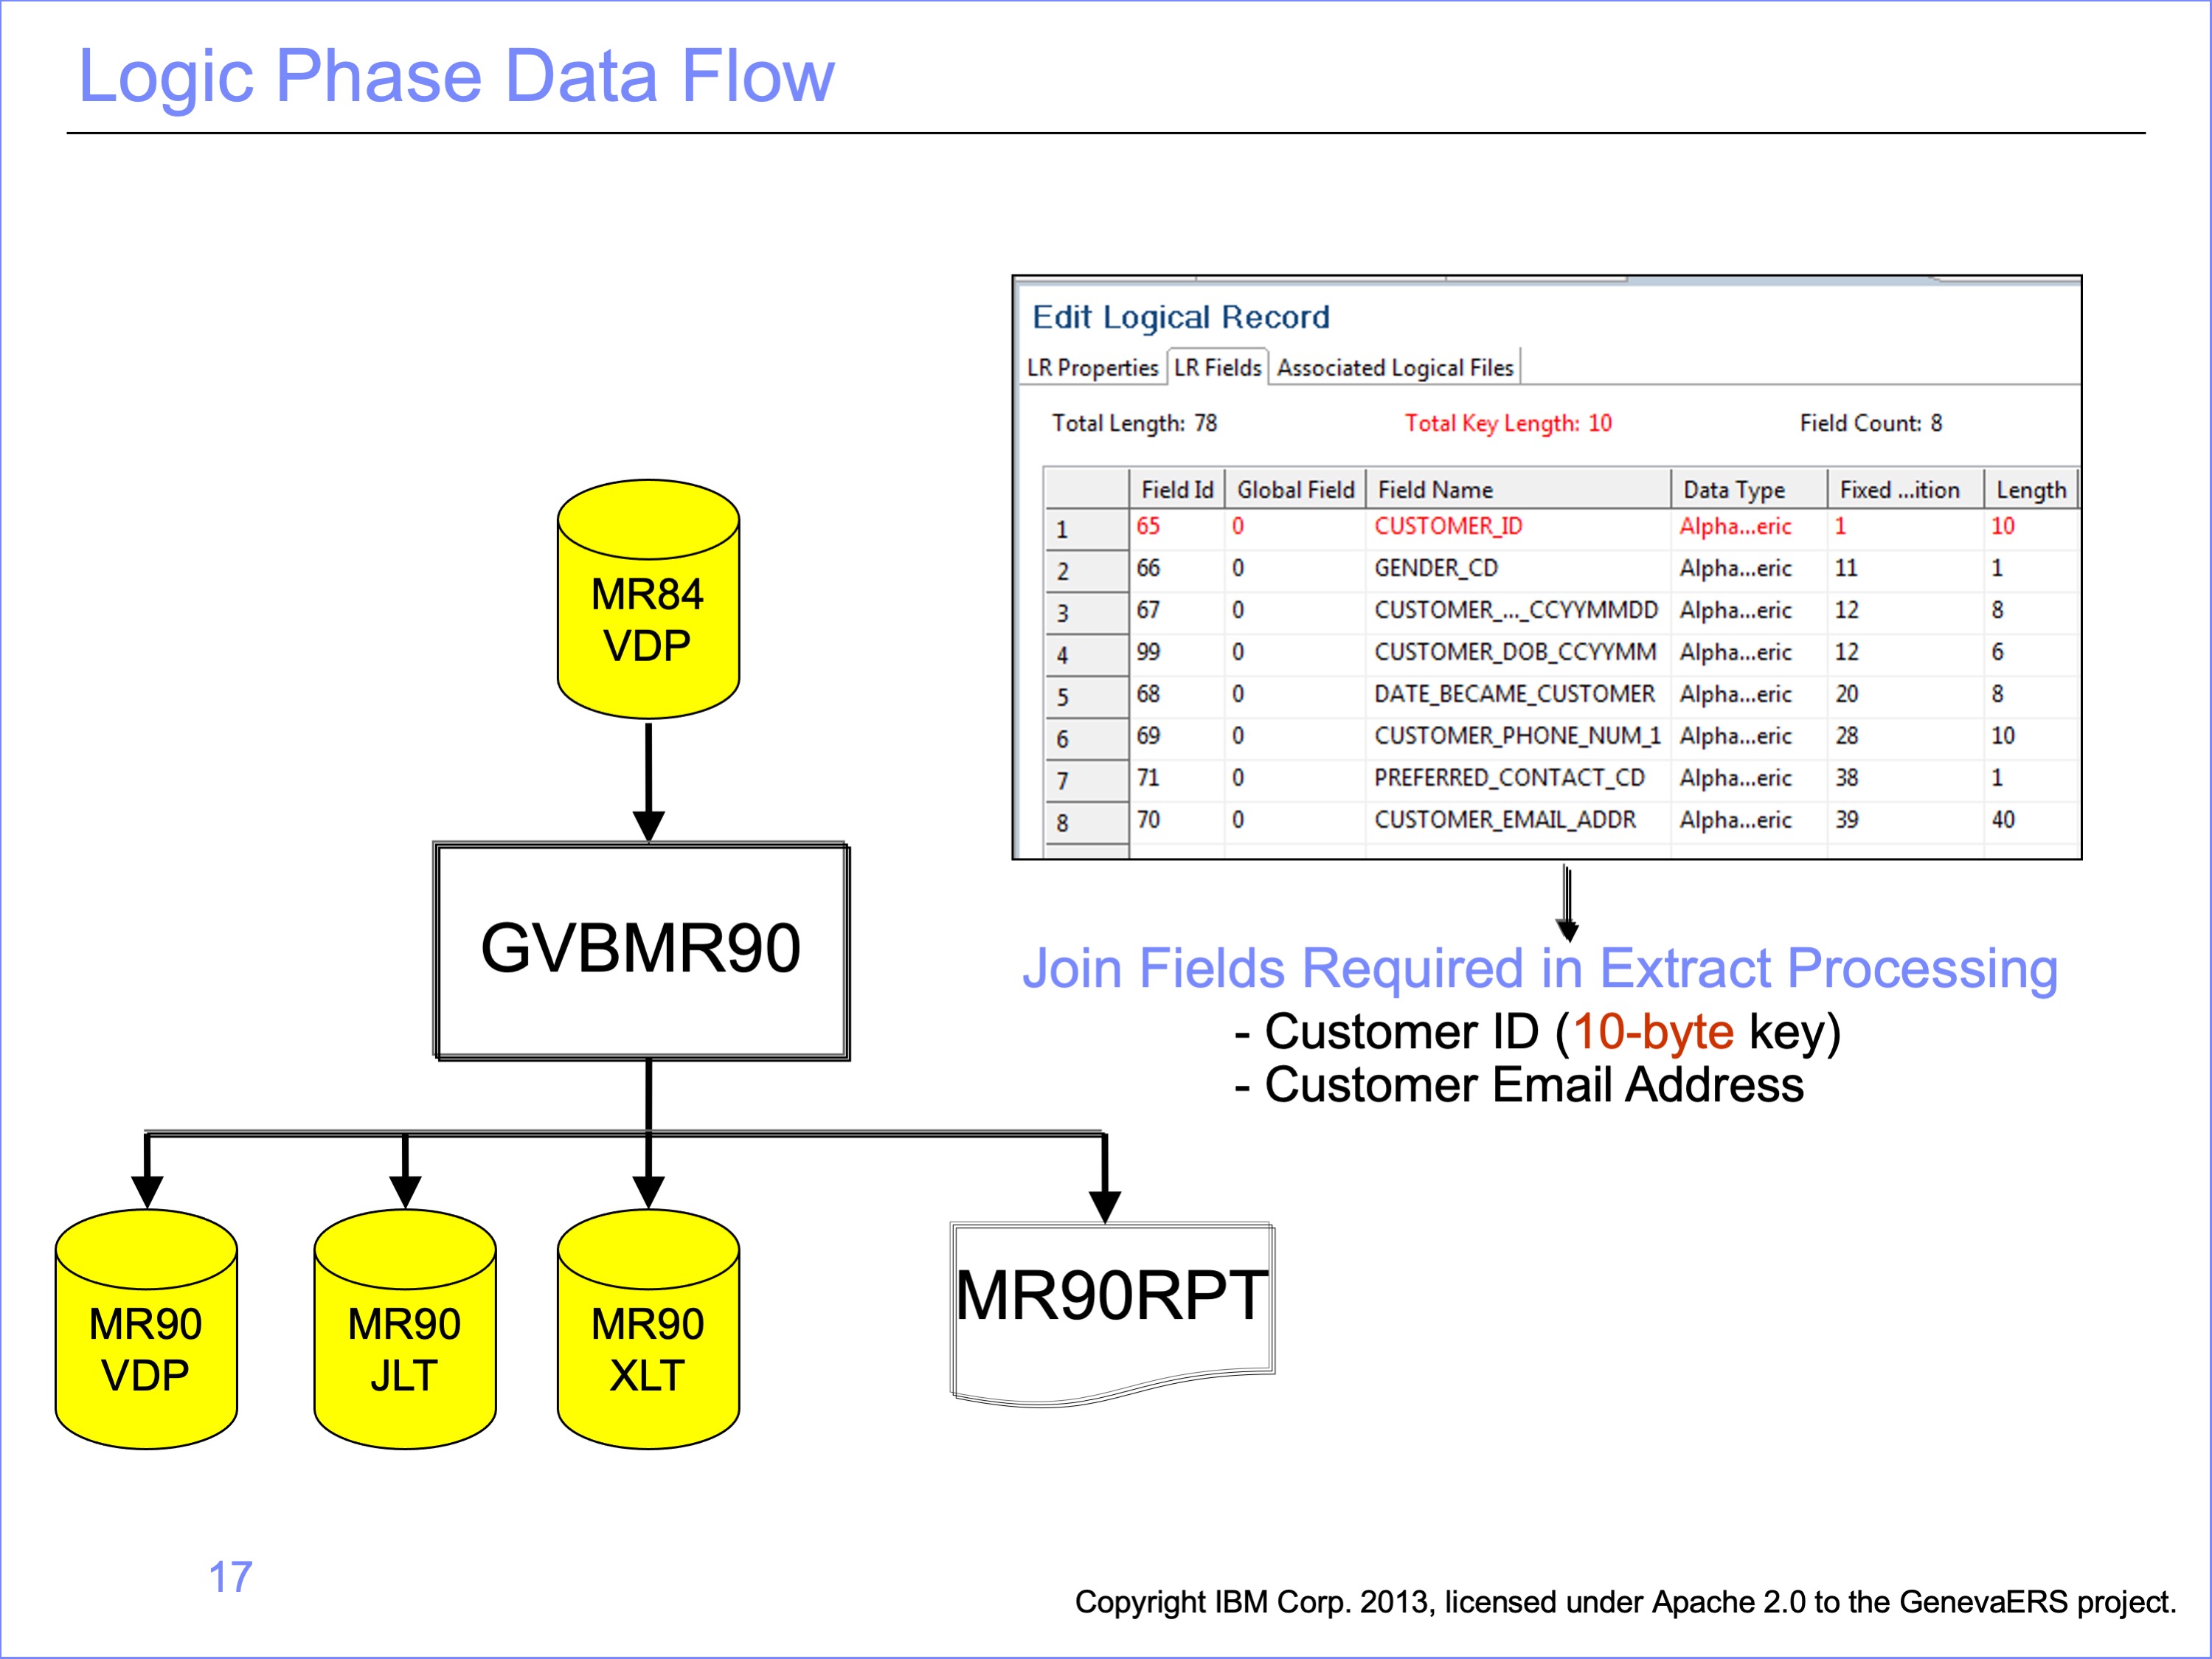 Logic Phase Data Flow
Edit Logical Record
LR Properties LR Fields Associated Logical Files
Total Length: 78 Total Key Length: 10 Field Count: 8
Field Id Global Field Field Name Data Type Fixed ...ition Length
1 65 0 CUSTOMER_ID Alpha...eric 1 10
2 66 0 GENDER_CD Alpha...eric 11 1
3 67 0 CUSTOMER_..._CCYYMMDD Alpha...eric 12 8
4 99 0 CUSTOMER_DOB_CCYYMM Alpha...eric 12 6
5 68 0 DATE_BECAME_CUSTOMER Alpha...eric 20 8
6 69 0 CUSTOMER_PHONE_NUM_1 Alpha...eric 28 10
7 71 0 PREFERRED_CONTACT_CD Alpha...eric 38 1
8 70 0 CUSTOMER_EMAIL_ADDR Alpha...eric 39 40
MR84
VDP
GVBMR90
Join Fields Required in Extract Processing
- Customer ID (10-byte key)
- Customer Email Address
MR90
VDP
MR90
JLT
MR90
XLT
MR90RPT
17
Copyright IBM Corp. 2013, licensed under Apache 2.0 to the GenevaERS project.